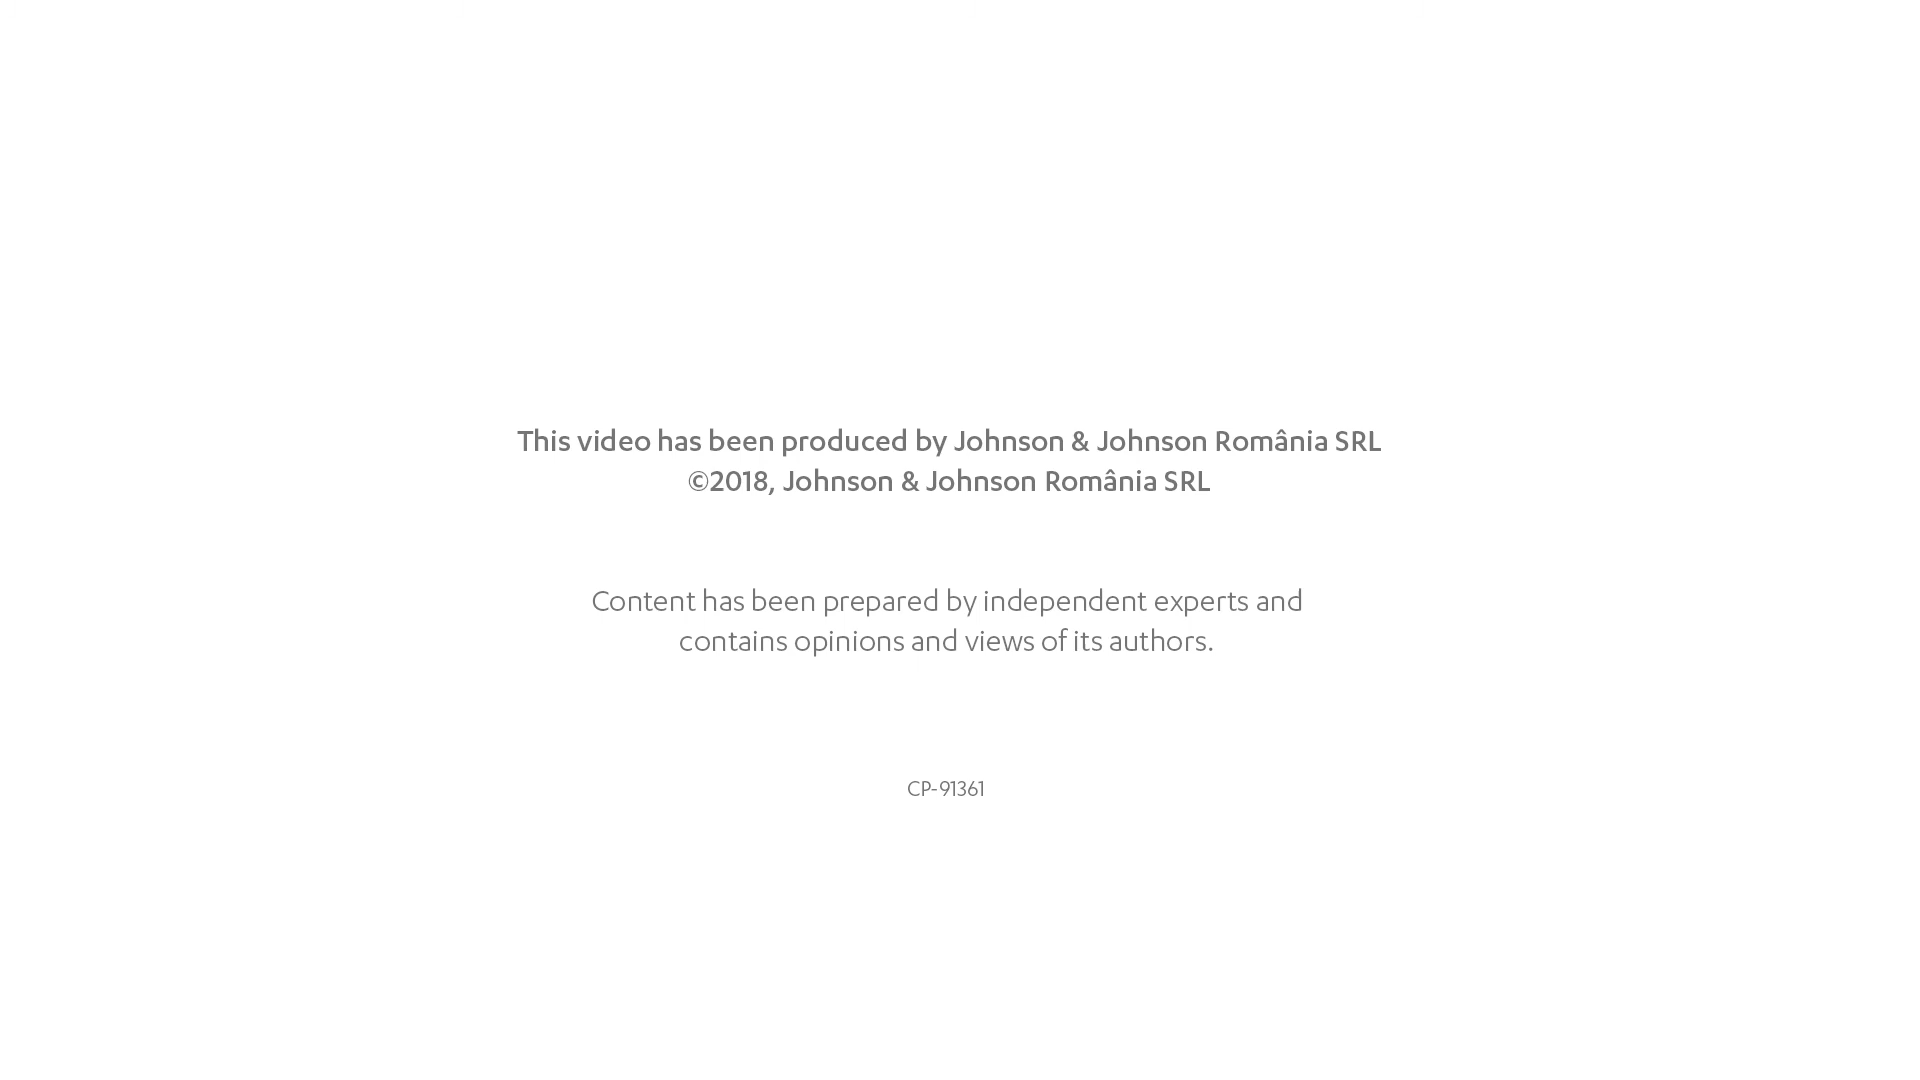 This video has been produced by Johnson & Johnson România SRL
©2018, Johnson & Johnson România SRL
Content has been prepared by independent experts and
contains opinions and views of its authors.
CP-91361